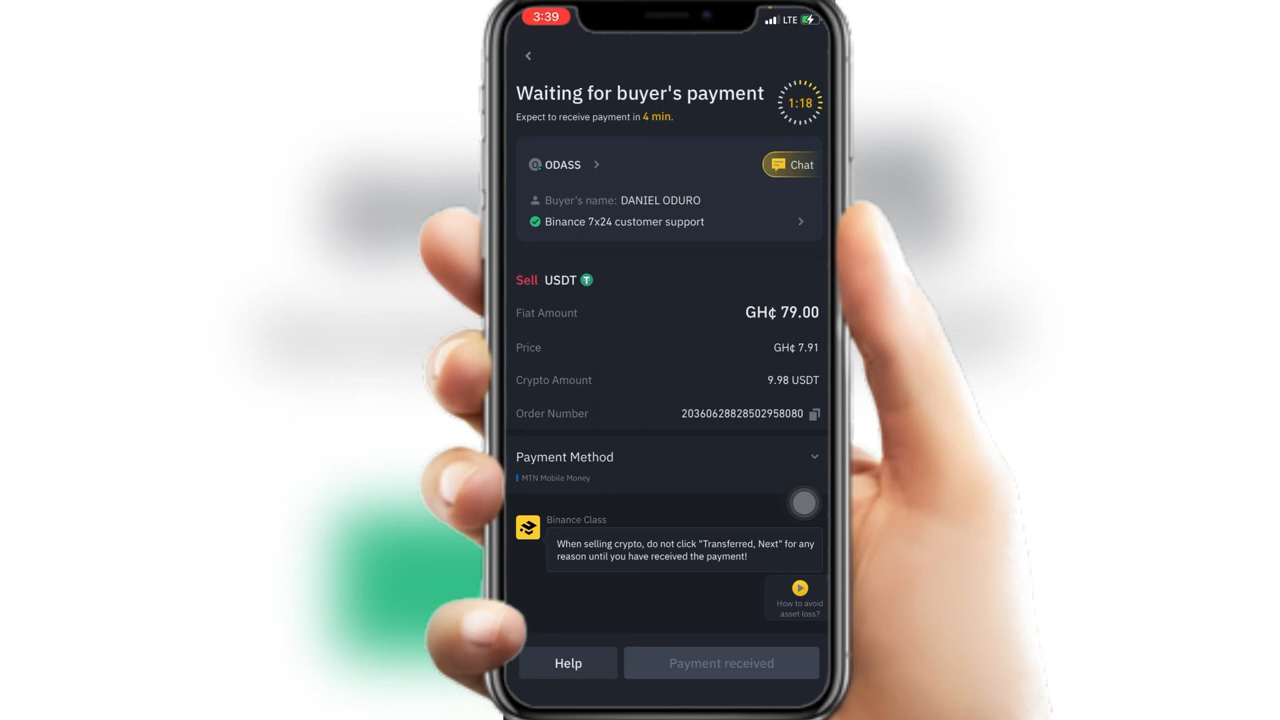 3:39
LTE
Waiting for buyer's payment
1:18
Expect to receive payment in 4 min.
ODASS
Chat
Buyer's name: DANIEL ODURO
Binance 7x24 customer support
Sell USDT
Fiat Amount GH¢ 79.00
Price GH¢ 7.91
Crypto Amount 9.98 USDT
Order Number 20360628828502958080
Payment Method
MTN Mobile Money
Binance Class
When selling crypto, do not click "Transferred, Next" for any
reason until you have received the payment!
How to avoid
asset loss?
Help
Payment received